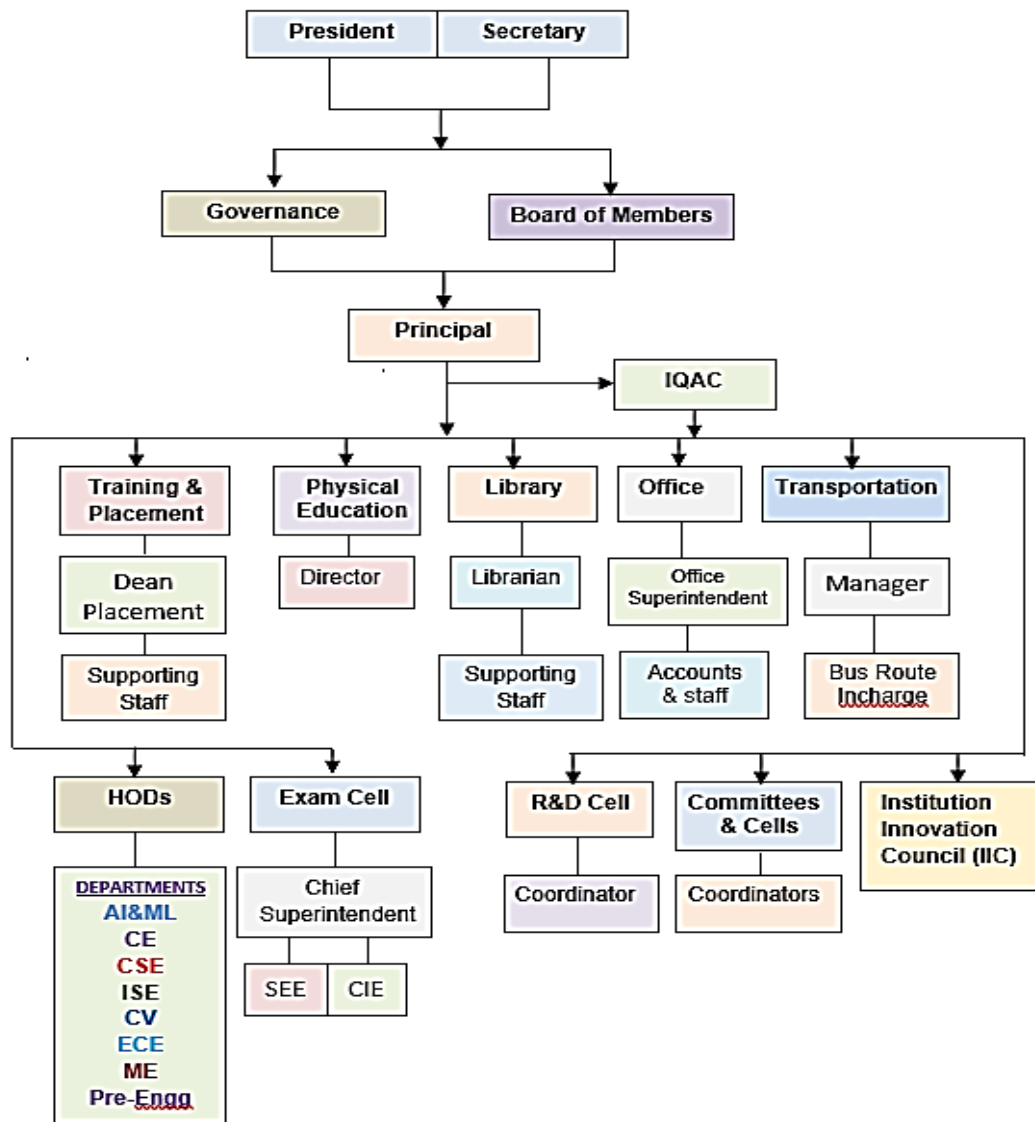 President
Secretary
Governance
Board of Members
Principal
IQAC
Training &
Placement
Physical
Education
Library
Office
Transportation
Dean
Placement
Director
Librarian
Office
Superintendent
Manager
Supporting
Staff
Supporting
Staff
Accounts
& staff
Bus Route
Incharge
HODs
Exam Cell
R&D Cell
Committees
& Cells
Institution
Innovation
Council (IIC)
DEPARTMENTS
AI&ML
CE
CSE
ISE
CV
ECE
ME
Pre-Engg
Chief
Superintendent
SEE
CIE
Coordinator
Coordinators